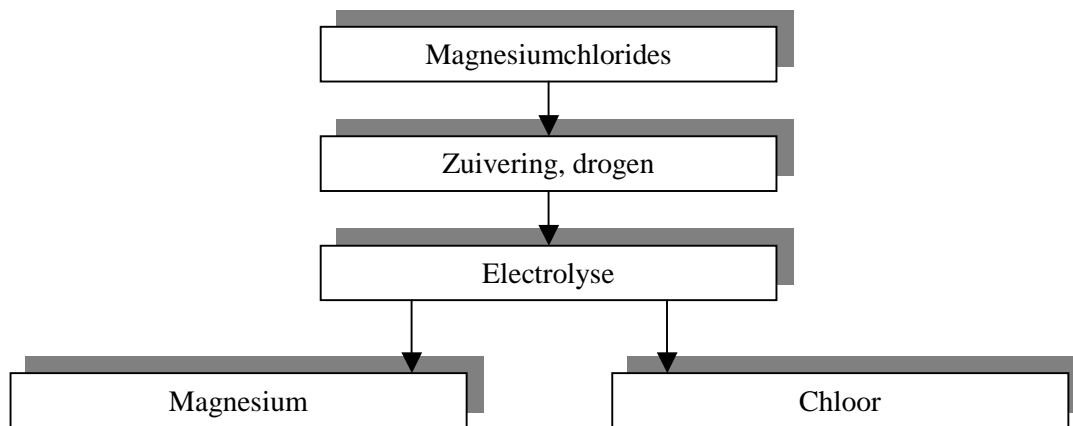 Magnesiumchlorides
Zuivering, drogen
Electrolyse
Magnesium
Chloor